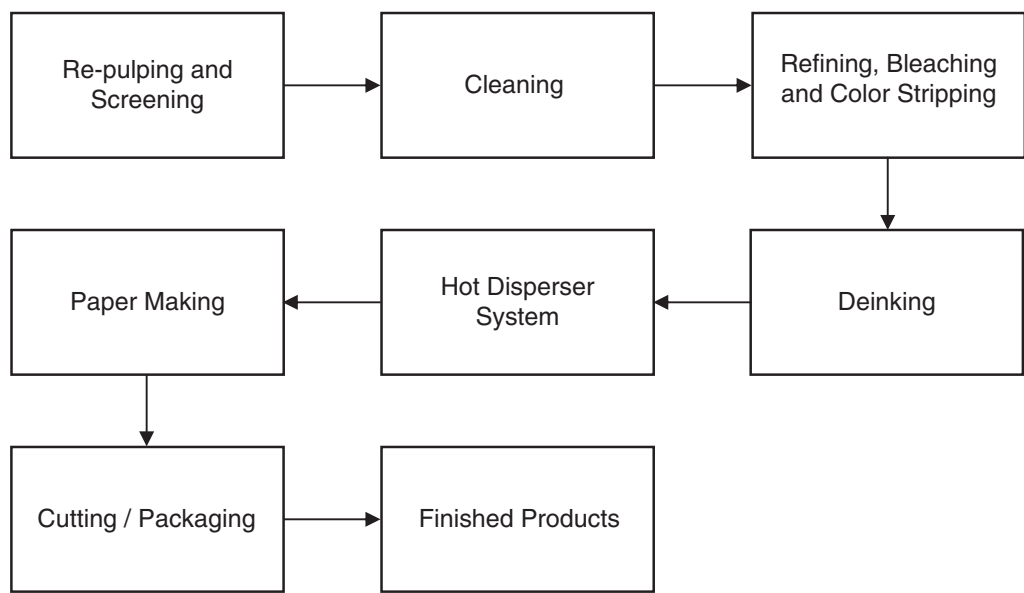 Re-pulping and
Screening
Cleaning
Refining, Bleaching
and Color Stripping
Deinking
Hot Disperser
System
Paper Making
Cutting / Packaging
Finished Products